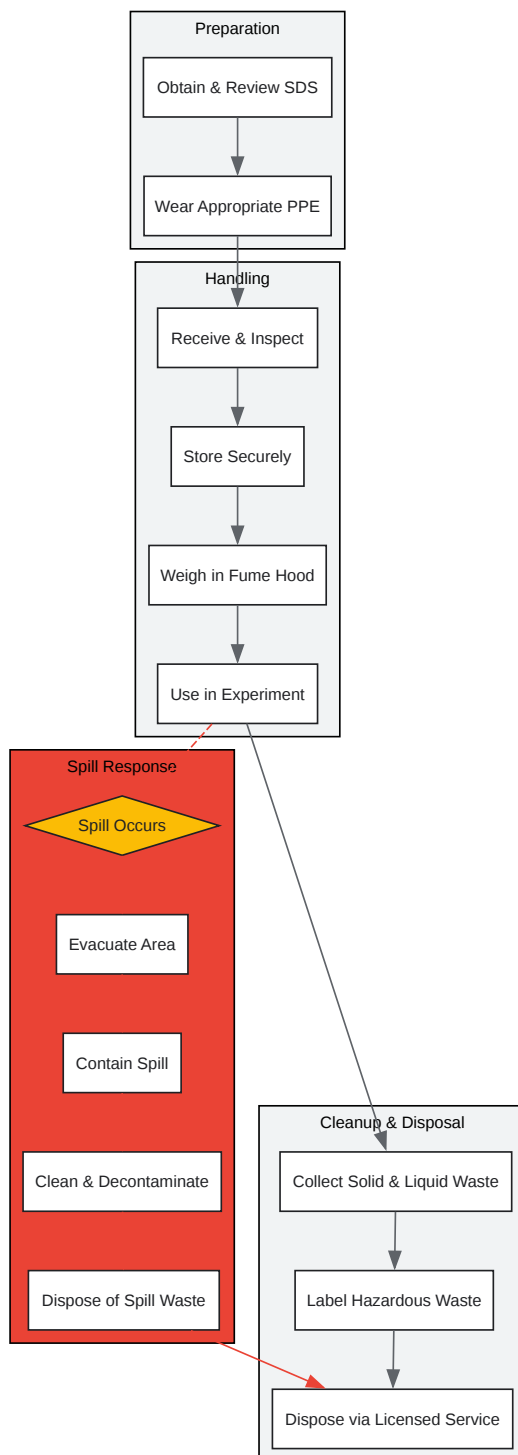 Preparation
Obtain & Review SDS
Wear Appropriate PPE
Handling
Receive & Inspect
Store Securely
Weigh in Fume Hood
Use in Experiment
Spill Response
Spill Occurs
Evacuate Area
Contain Spill
Clean & Decontaminate
Dispose of Spill Waste
Cleanup & Disposal
Collect Solid & Liquid Waste
Label Hazardous Waste
Dispose via Licensed Service